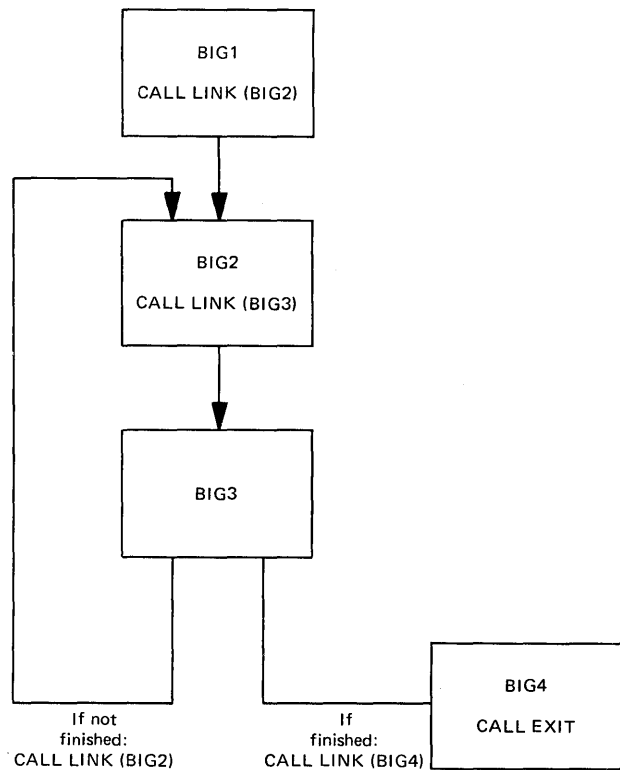 BIG1
CALL LINK (BIG2)
BIG2
CALL LINK (BIG3)
BIG3
If not
finished:
CALL LINK (BIG2)
If
finished:
CALL LINK (BIG4)
BIG4
CALL EXIT